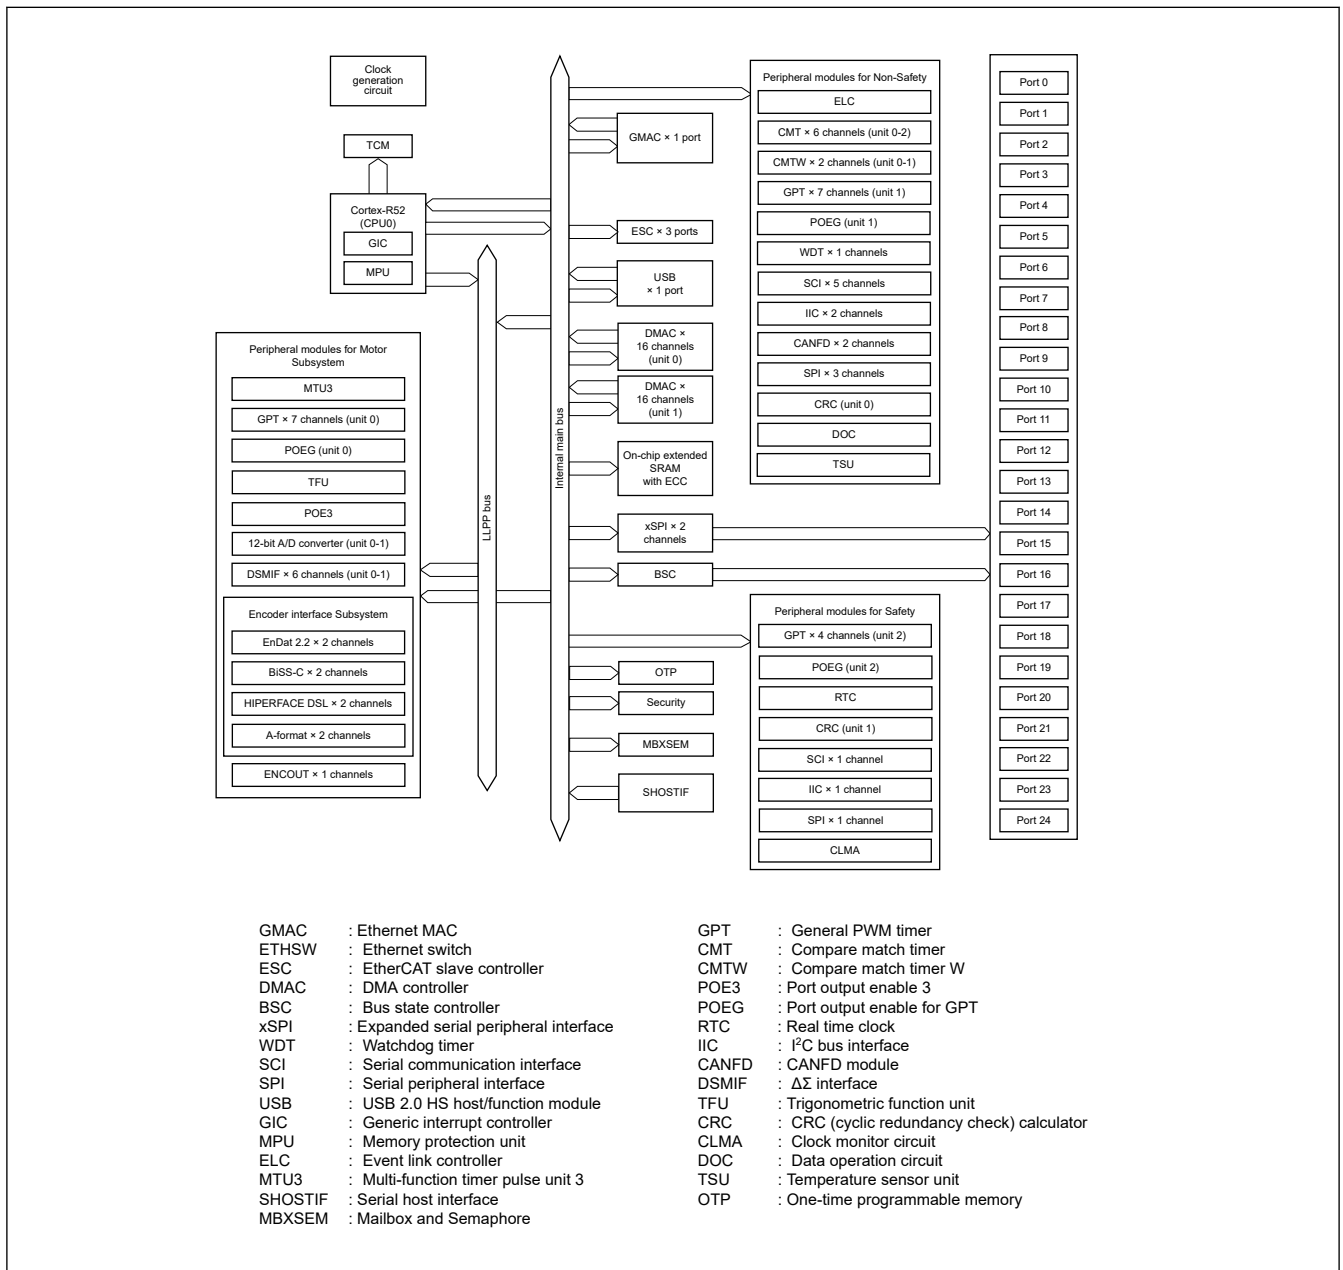 Clock
generation
circuit
TCM
Cortex-R52
(CPU0)
GIC
MPU
Peripheral modules for Motor
Subsystem
MTU3
GPT × 7 channels (unit 0)
POEG (unit 0)
TFU
POE3
12-bit A/D converter (unit 0-1)
DSMIF × 6 channels (unit 0-1)
Encoder interface Subsystem
EnDat 2.2 × 2 channels
BiSS-C × 2 channels
HIPERFACE DSL × 2 channels
A-format × 2 channels
ENCOUT × 1 channels
LLPP bus
Internal main bus
GMAC × 1 port
ESC × 3 ports
USB
× 1 port
DMAC ×
16 channels
(unit 0)
DMAC ×
16 channels
(unit 1)
On-chip extended
SRAM
with ECC
xSPI × 2
channels
BSC
OTP
Security
MBXSEM
SHOSTIF
Peripheral modules for Non-Safety
ELC
CMT × 6 channels (unit 0-2)
CMTW × 2 channels (unit 0-1)
GPT × 7 channels (unit 1)
POEG (unit 1)
WDT × 1 channels
SCI × 5 channels
IIC × 2 channels
CANFD × 2 channels
SPI × 3 channels
CRC (unit 0)
DOC
TSU
Peripheral modules for Safety
GPT × 4 channels (unit 2)
POEG (unit 2)
RTC
CRC (unit 1)
SCI × 1 channel
IIC × 1 channel
SPI × 1 channel
CLMA
Port 0
Port 1
Port 2
Port 3
Port 4
Port 5
Port 6
Port 7
Port 8
Port 9
Port 10
Port 11
Port 12
Port 13
Port 14
Port 15
Port 16
Port 17
Port 18
Port 19
Port 20
Port 21
Port 22
Port 23
Port 24
GMAC : Ethernet MAC
ETHSW : Ethernet switch
ESC : EtherCAT slave controller
DMAC : DMA controller
BSC : Bus state controller
xSPI : Expanded serial peripheral interface
WDT : Watchdog timer
SCI : Serial communication interface
SPI : Serial peripheral interface
USB : USB 2.0 HS host/function module
GIC : Generic interrupt controller
MPU : Memory protection unit
ELC : Event link controller
MTU3 : Multi-function timer pulse unit 3
SHOSTIF : Serial host interface
MBXSEM : Mailbox and Semaphore
GPT : General PWM timer
CMT : Compare match timer
CMTW : Compare match timer W
POE3 : Port output enable 3
POEG : Port output enable for GPT
RTC : Real time clock
IIC : I²C bus interface
CANFD : CANFD module
DSMIF : ΔΣ interface
TFU : Trigonometric function unit
CRC : CRC (cyclic redundancy check) calculator
CLMA : Clock monitor circuit
DOC : Data operation circuit
TSU : Temperature sensor unit
OTP : One-time programmable memory